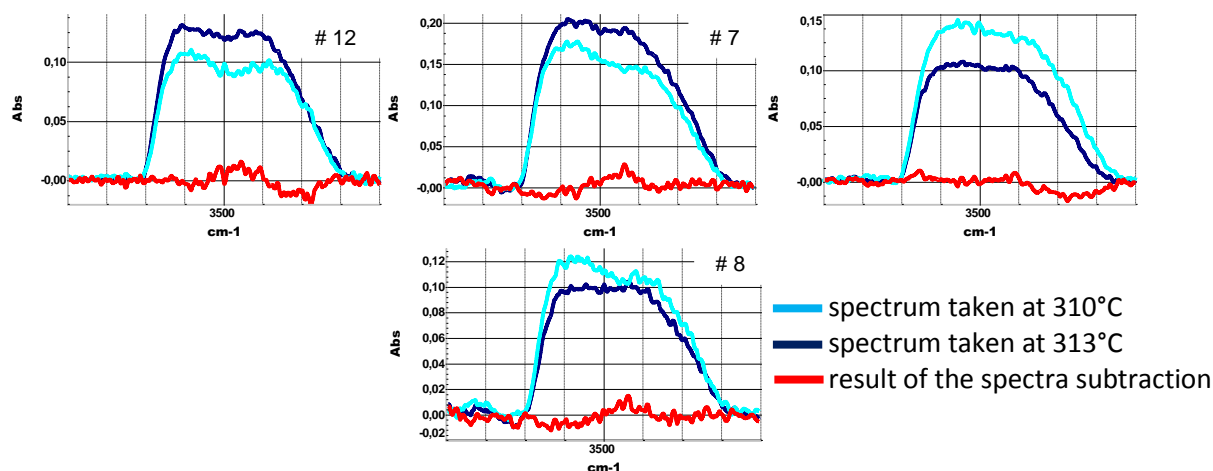 # 12
Abs
0,10
0,05
-0,00
3500
cm-1
# 7
Abs
0,20
0,15
0,10
0,05
-0,00
3500
cm-1
Abs
0,15
0,10
0,05
0,00
3500
cm-1
# 8
Abs
0,12
0,10
0,08
0,06
0,04
0,02
0,00
-0,02
3500
cm-1
spectrum taken at 310°C
spectrum taken at 313°C
result of the spectra subtraction